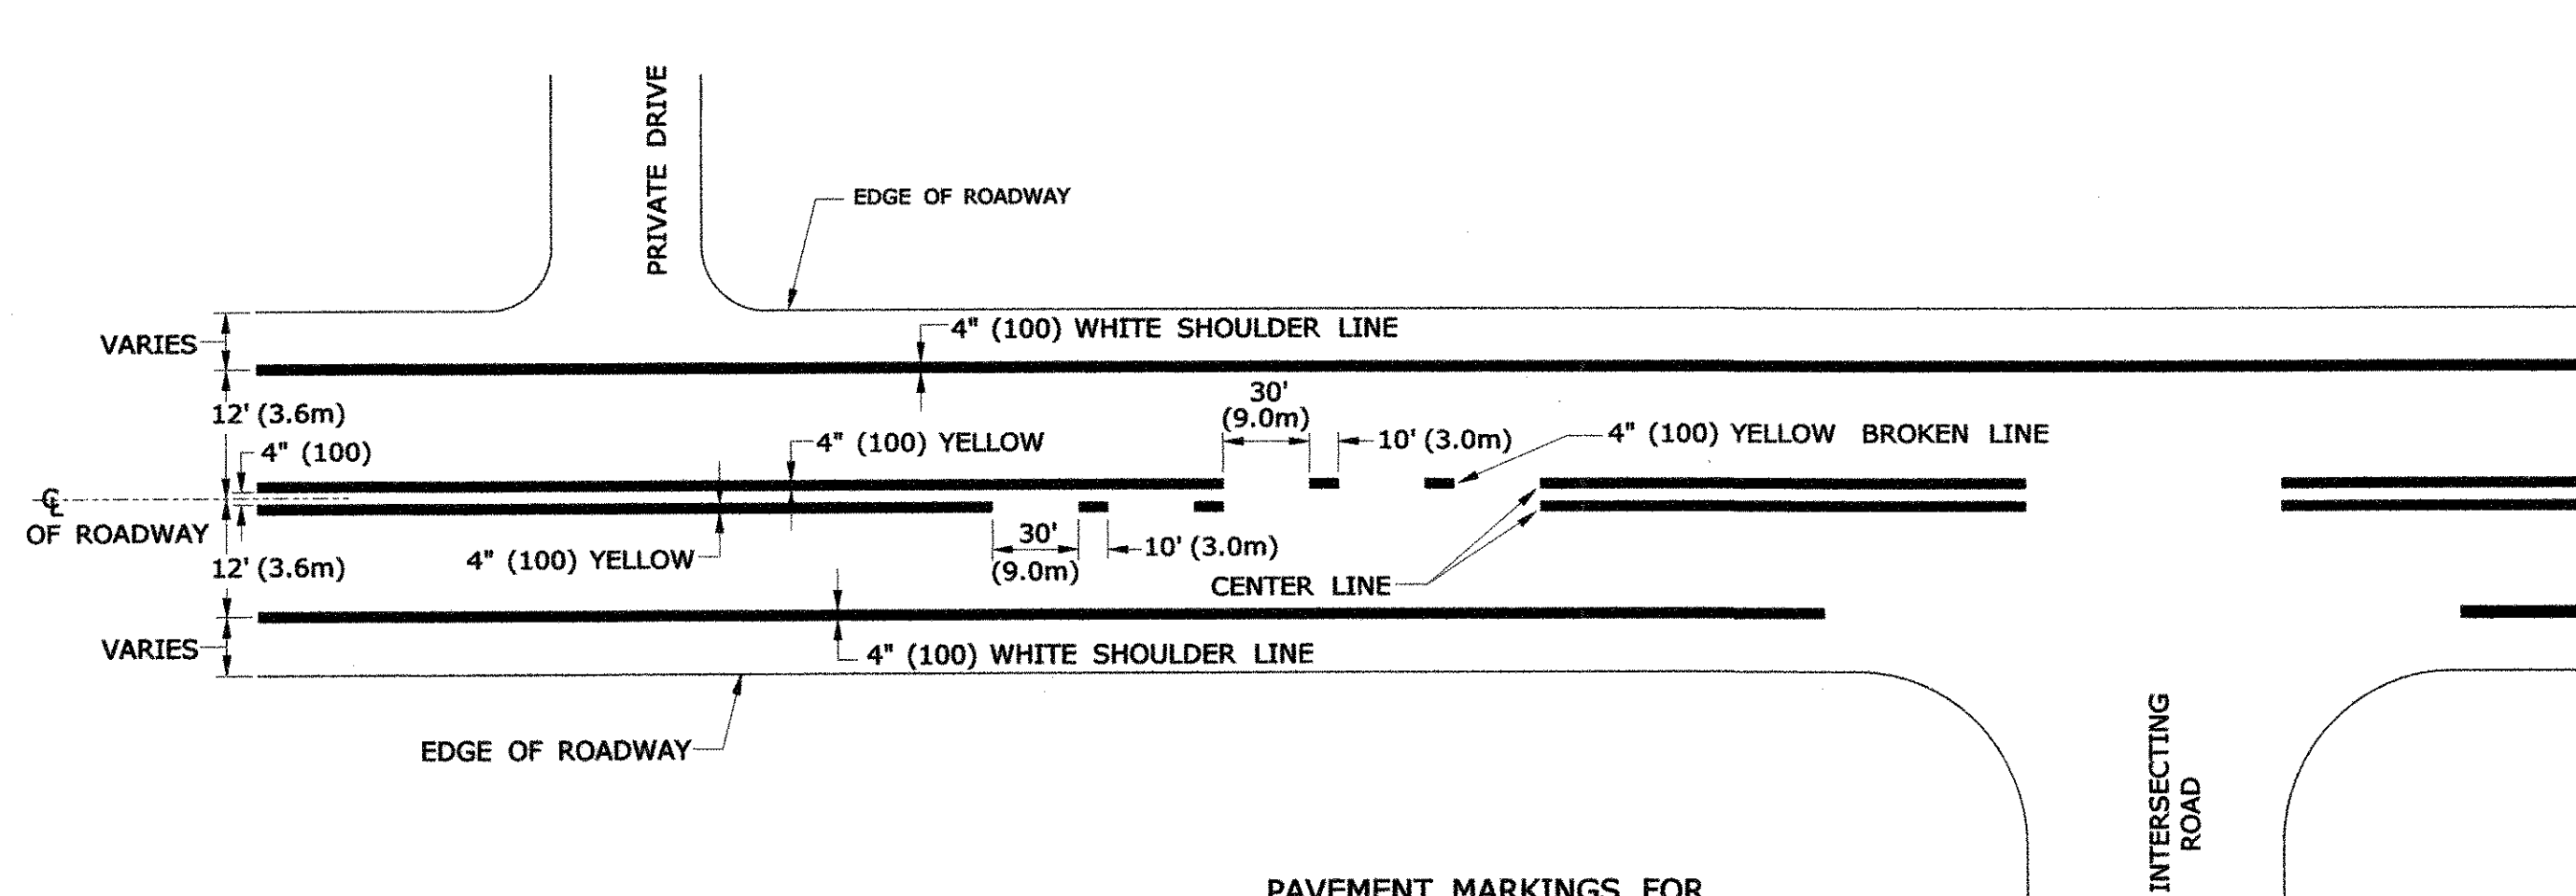 PRIVATE DRIVE
EDGE OF ROADWAY
4" (100) WHITE SHOULDER LINE
VARIES
30'
(9.0m)
12' (3.6m)
4" (100) YELLOW
10' (3.0m)
4" (100) YELLOW BROKEN LINE
4" (100)
℄
OF ROADWAY
30'
(9.0m)
10' (3.0m)
4" (100) YELLOW
12' (3.6m)
CENTER LINE
VARIES
4" (100) WHITE SHOULDER LINE
EDGE OF ROADWAY
INTERSECTING
ROAD
PAVEMENT MARKINGS FOR